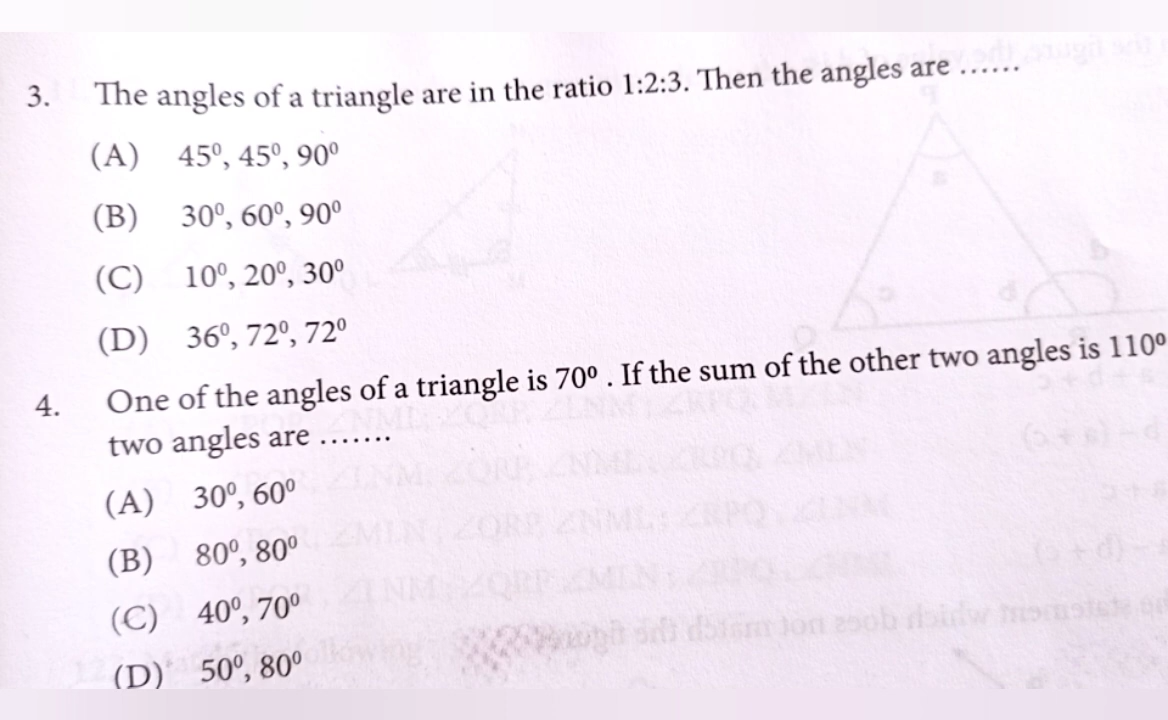 3. The angles of a triangle are in the ratio 1:2:3. Then the angles are ......
(A) 45⁰, 45⁰, 90⁰
(B) 30⁰, 60⁰, 90⁰
(C) 10⁰, 20⁰, 30⁰
(D) 36⁰, 72⁰, 72⁰
4. One of the angles of a triangle is 70⁰ . If the sum of the other two angles is 110⁰
two angles are .......
(A) 30⁰, 60⁰
(B) 80⁰, 80⁰
(C) 40⁰, 70⁰
(D) 50⁰, 80⁰